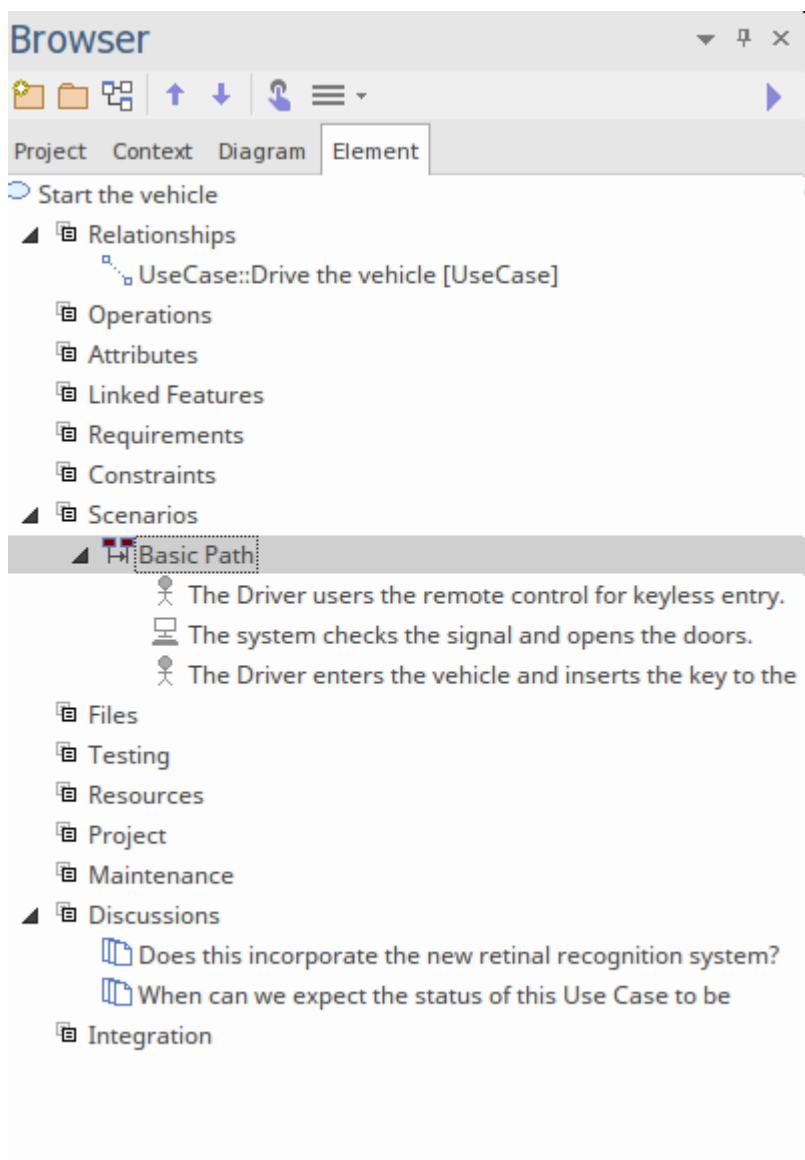 Browser
Project Context Diagram Element
Start the vehicle
Relationships
UseCase::Drive the vehicle [UseCase]
Operations
Attributes
Linked Features
Requirements
Constraints
Scenarios
Basic Path
The Driver users the remote control for keyless entry.
The system checks the signal and opens the doors.
The Driver enters the vehicle and inserts the key to the
Files
Testing
Resources
Project
Maintenance
Discussions
Does this incorporate the new retinal recognition system?
When can we expect the status of this Use Case to be
Integration